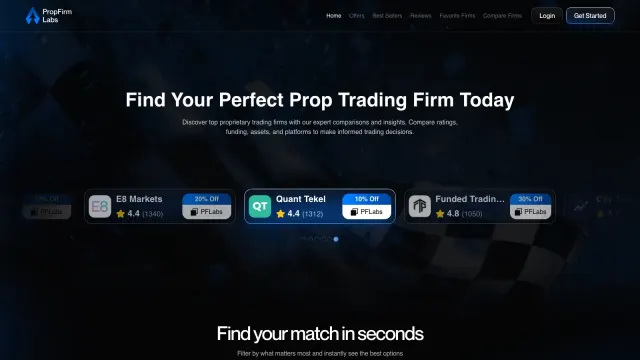 PropFirm
Labs
Home Offers Best Sellers Reviews Favorite Firms Compare Firms Login Get Started
Find Your Perfect Prop Trading Firm Today
Discover top proprietary trading firms with our expert comparisons and insights. Compare ratings,
funding, assets, and platforms to make informed trading decisions.
Off
PFLabs
E8 Markets
4.4 (1340)
20% Off
PFLabs
QT
Quant Tekel
4.4 (1312)
10% Off
PFLabs
Funded Tradin...
4.8 (1050)
30% Off
PFLabs
Find your match in seconds
Filter by what matters most and instantly see the best options